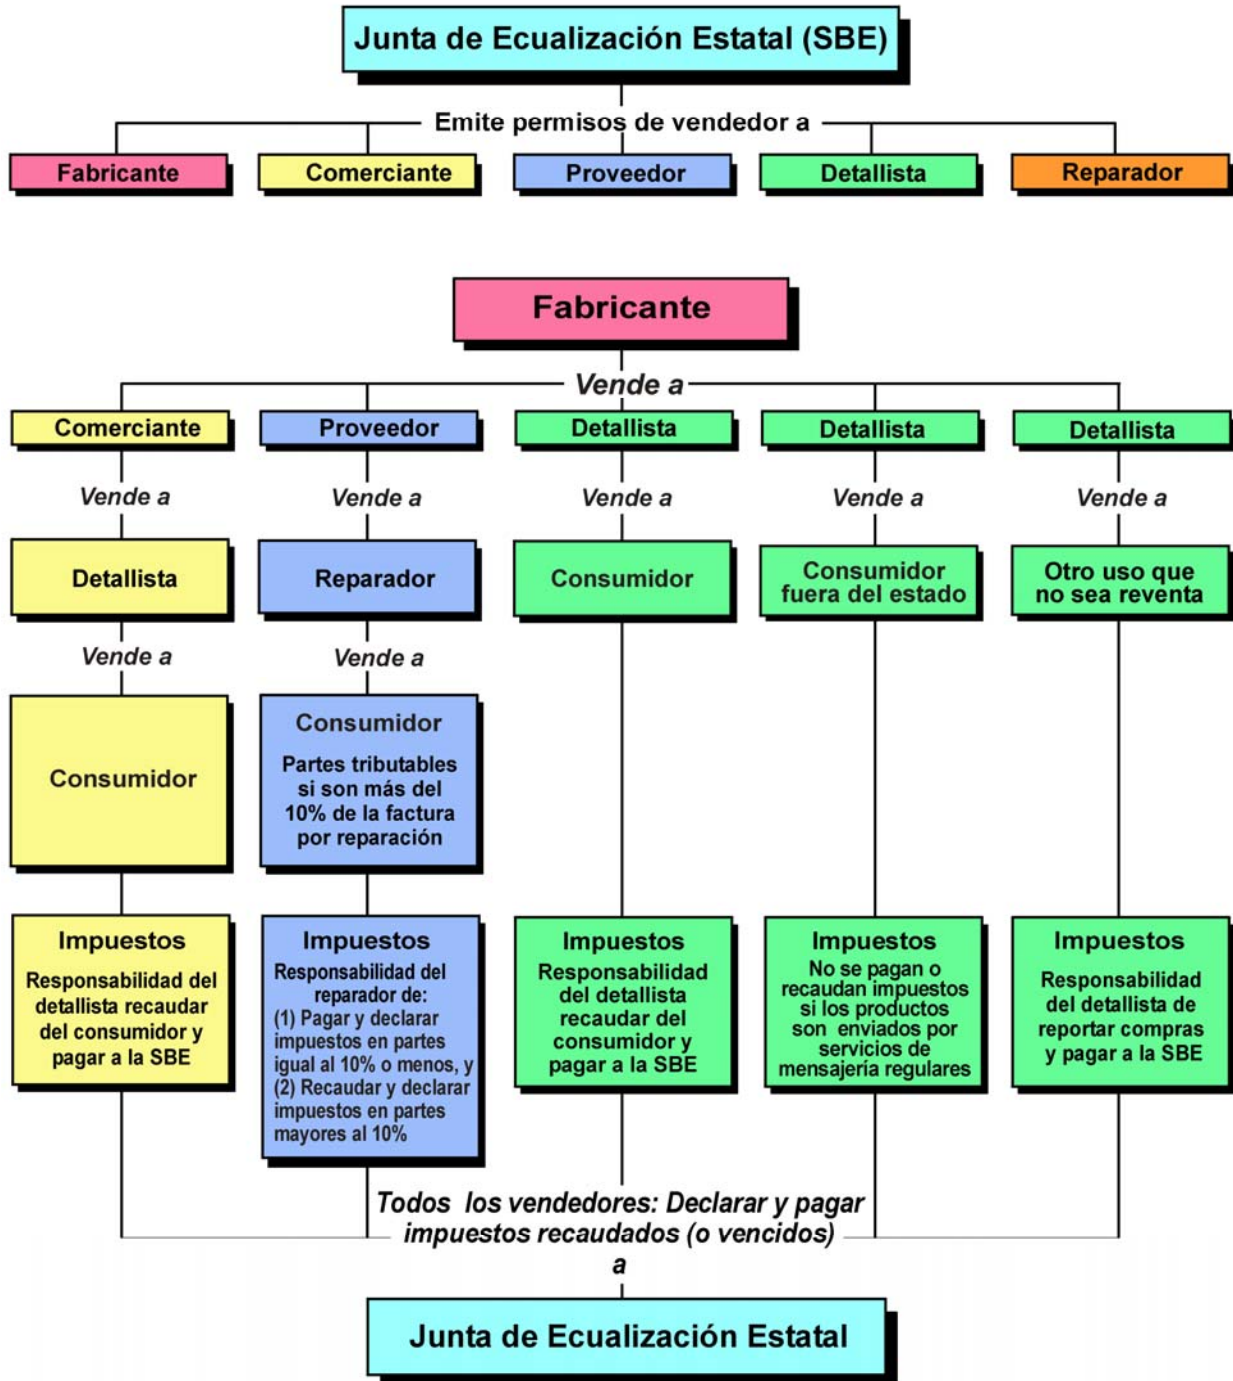 Junta de Ecualización Estatal (SBE)
Emite permisos de vendedor a
Fabricante
Comerciante
Proveedor
Detallista
Reparador
Fabricante
Vende a
Comerciante
Proveedor
Detallista
Detallista
Detallista
Vende a
Vende a
Vende a
Vende a
Vende a
Detallista
Reparador
Consumidor
Consumidor
fuera del estado
Otro uso que
no sea reventa
Vende a
Vende a
Consumidor
Consumidor
Partes tributables
si son más del
10% de la factura
por reparación
Impuestos
Responsabilidad del
detallista recaudar
del consumidor y
pagar a la SBE
Impuestos
Responsabilidad del
reparador de:
(1) Pagar y declarar
impuestos en partes
igual al 10% o menos, y
(2) Recaudar y declarar
impuestos en partes
mayores al 10%
Impuestos
Responsabilidad
del detallista
recaudar del
consumidor y
pagar a la SBE
Impuestos
No se pagan o
recaudan impuestos
si los productos
son enviados por
servicios de
mensajería regulares
Impuestos
Responsabilidad
del detallista de
reportar compras
y pagar a la SBE
Todos los vendedores: Declarar y pagar
impuestos recaudados (o vencidos)
a
Junta de Ecualización Estatal